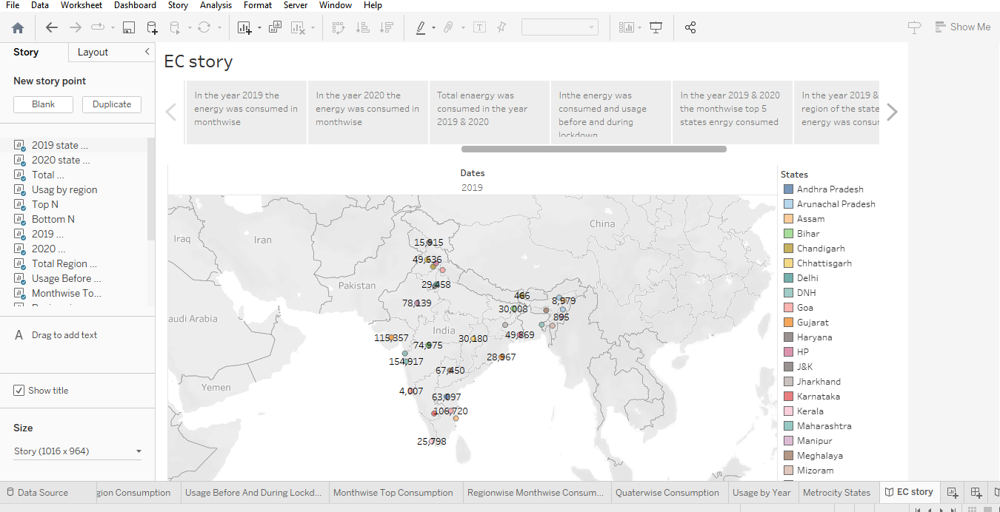 File Data Worksheet Dashboard Story Analysis Format Server Window Help
Show Me
Story Layout
New story point
Blank Duplicate
2019 state ...
2020 state ...
Total ...
Usag by region
Top N
Bottom N
2019 ...
2020 ...
Total Region ...
Usage Before ...
Monthwise To...
A Drag to add text
Show title
Size
Story (1016 x 964)
EC story
In the year 2019 the
energy was consumed in
monthwise
In the yaer 2020 the
energy was consumed in
monthwise
Total enaergy was
consumed in the year
2019 & 2020
Inthe energy was
consumed and usage
before and during
lockdown
In the year 2019 & 2020
the monthwise top 5
states enrgy consumed
In the year 2019 &
region of the state
energy was consum
Dates
2019
China
Iraq
Iran
15,915
49,636
Pakistan
29,458
466
8,979
78,139
30,008
895
audi Arabia
India
115,357
74,975
30,180
49,869
154,917
28,967
67,450
Yemen
4,007
63,097
106,720
25,798
States
Andhra Pradesh
Arunachal Pradesh
Assam
Bihar
Chandigarh
Chhattisgarh
Delhi
DNH
Goa
Gujarat
Haryana
HP
J&K
Jharkhand
Karnataka
Kerala
Maharashtra
Manipur
Meghalaya
Mizoram
Data Source gion Consumption Usage Before And During Lockd... Monthwise Top Consumption Regionwise Monthwise Consum... Quaterwise Consumption Usage by Year Metrocity States EC story